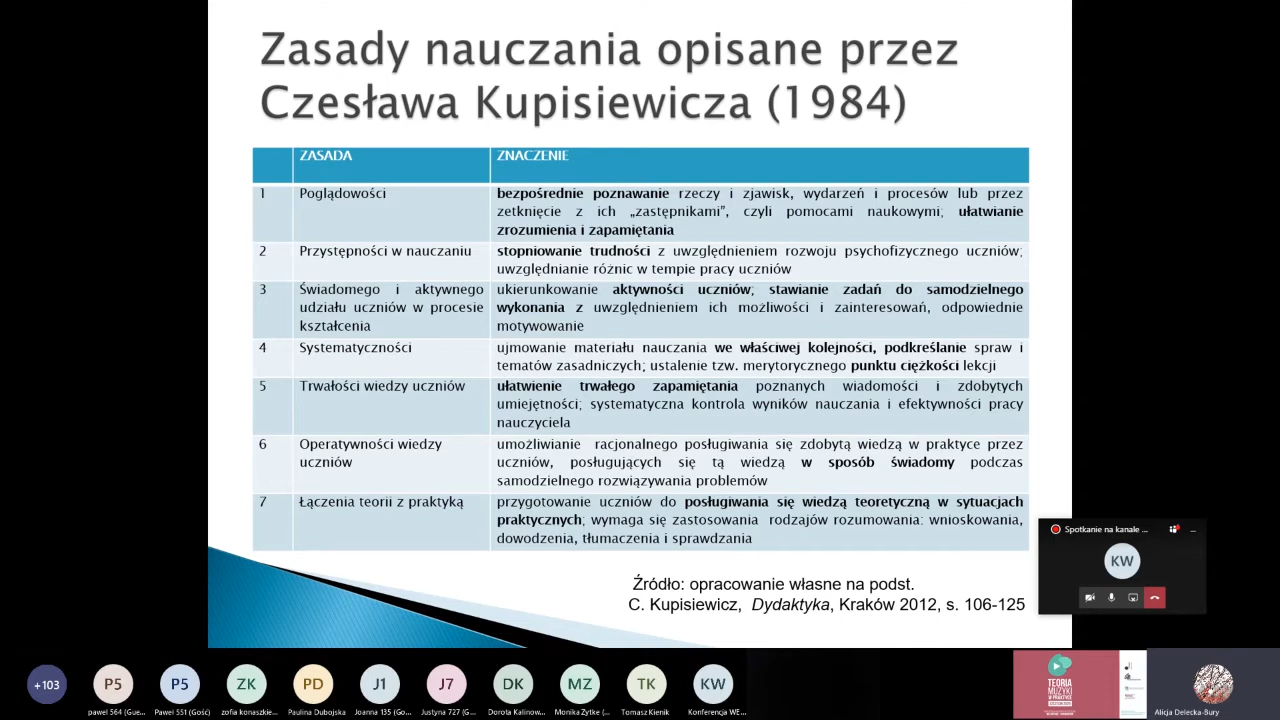 Zasady nauczania opisane przez
Czesława Kupisiewicza (1984)
ZASADA
ZNACZENIE
1
Poglądowości
bezpośrednie poznawanie rzeczy i zjawisk, wydarzeń i procesów lub przez
zetknięcie z ich „zastępnikami”, czyli pomocami naukowymi; ułatwianie
zrozumienia i zapamiętania
2
Przystępności w nauczaniu
stopniowanie trudności z uwzględnieniem rozwoju psychofizycznego uczniów;
uwzględnianie różnic w tempie pracy uczniów
3
Świadomego i aktywnego
udziału uczniów w procesie
kształcenia
ukierunkowanie aktywności uczniów; stawianie zadań do samodzielnego
wykonania z uwzględnieniem ich możliwości i zainteresowań, odpowiednie
motywowanie
4
Systematyczności
ujmowanie materiału nauczania we właściwej kolejności, podkreślanie spraw i
tematów zasadniczych; ustalenie tzw. merytorycznego punktu ciężkości lekcji
5
Trwałości wiedzy uczniów
ułatwienie trwałego zapamiętania poznanych wiadomości i zdobytych
umiejętności; systematyczna kontrola wyników nauczania i efektywności pracy
nauczyciela
6
Operatywności wiedzy
uczniów
umożliwianie racjonalnego posługiwania się zdobytą wiedzą w praktyce przez
uczniów, posługujących się tą wiedzą w sposób świadomy podczas
samodzielnego rozwiązywania problemów
7
Łączenia teorii z praktyką
przygotowanie uczniów do posługiwania się wiedzą teoretyczną w sytuacjach
praktycznych; wymaga się zastosowania rodzajów rozumowania: wnioskowania,
dowodzenia, tłumaczenia i sprawdzania
Źródło: opracowanie własne na podst.
C. Kupisiewicz, Dydaktyka, Kraków 2012, s. 106-125
Spotkanie na kanale ...
KW
+103
P5
P5
ZK
PD
J1
J7
DK
MZ
TK
KW
paweł 564 (Gue...
Paweł 551 (Gość)
zofia konaszkie...
Paulina Dubojska
Joanna 135 (Go...
Justyna 727 (G...
Dorota Kalinow...
Monika Zytke (...
Tomasz Kienik
Konferencja WE...
TEORIA
MUZYKI
W PRAKTYCE
Alicja Delecka-Bury